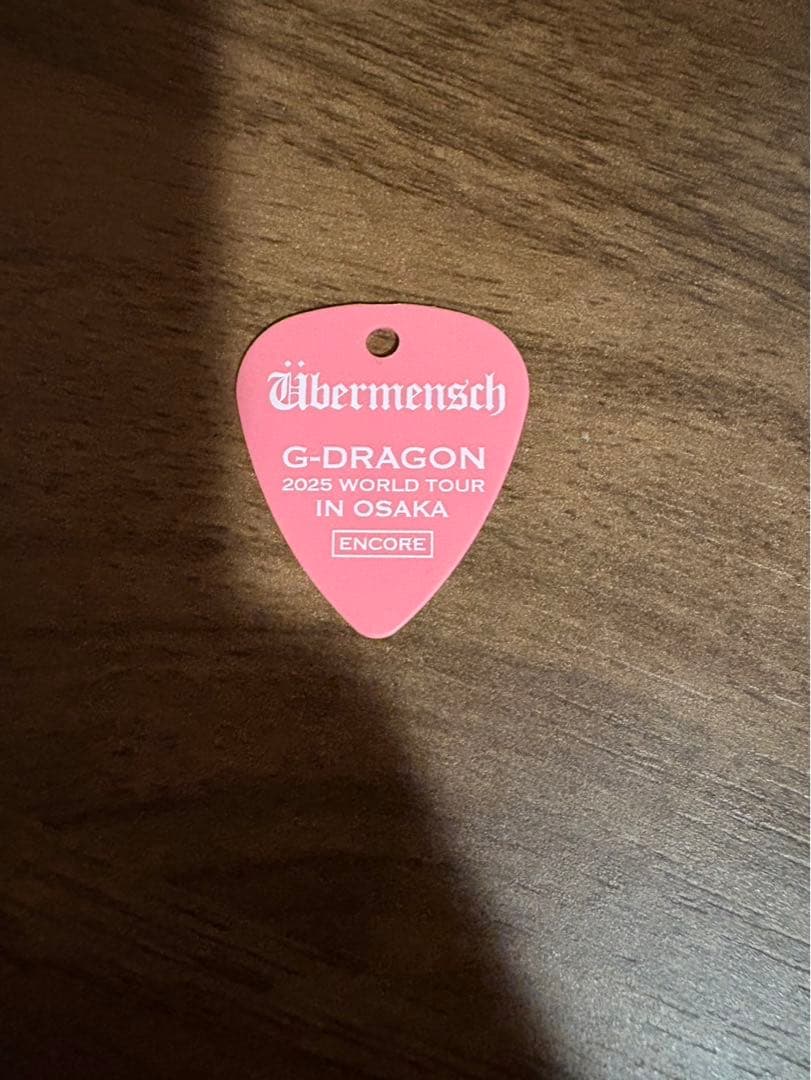 Übermensch
G-DRAGON
2025 WORLD TOUR
IN OSAKA
ENCORE